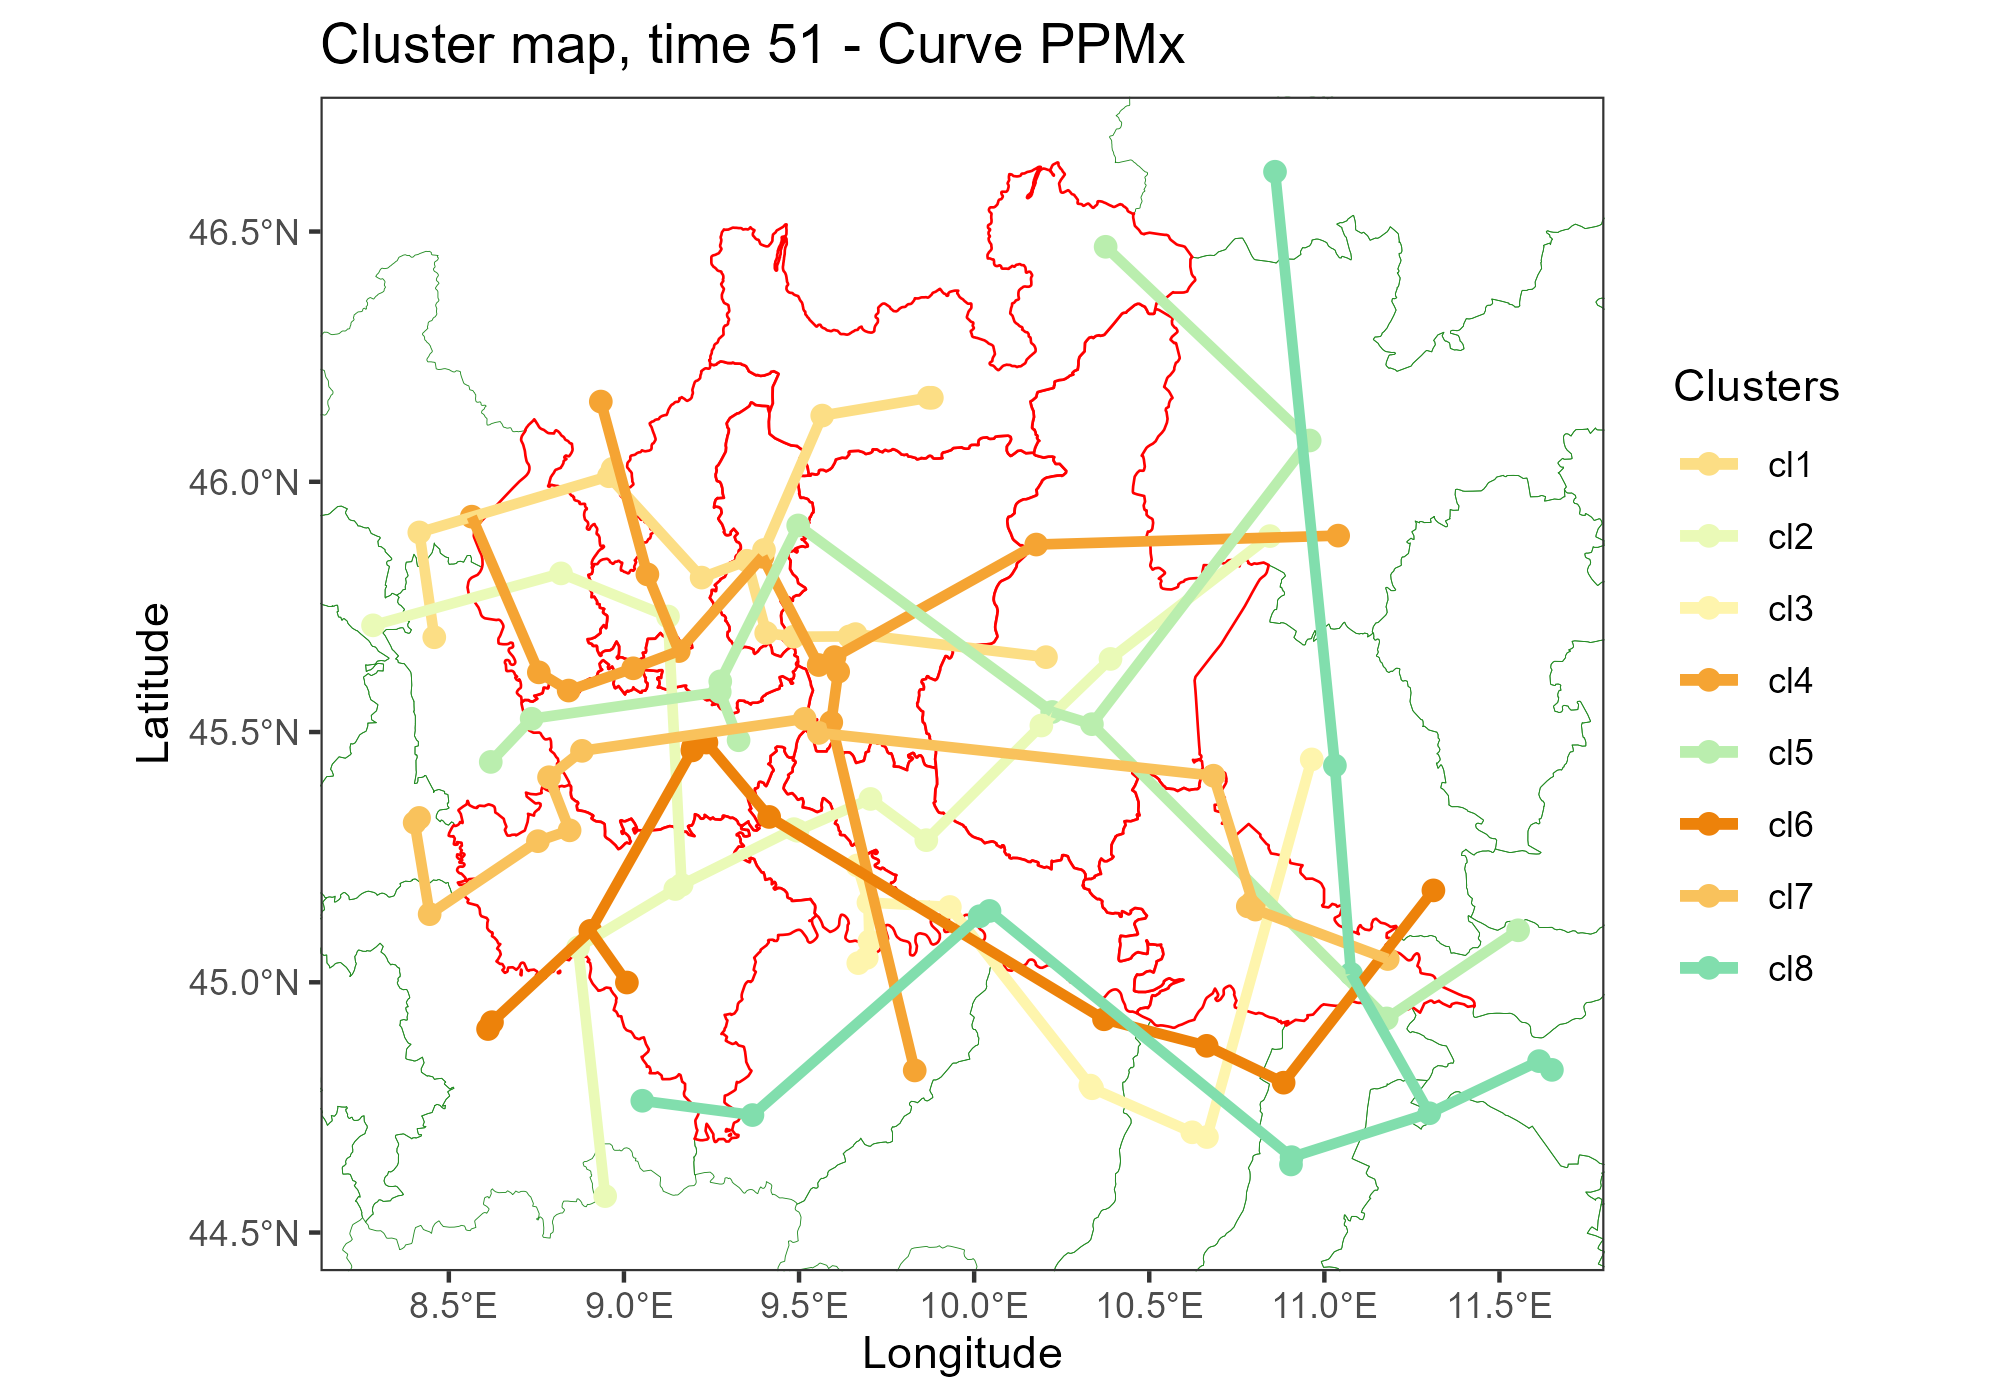 Cluster map, time 51 - Curve PPMx
46.5°N
46.0°N
45.5°N
45.0°N
44.5°N
Latitude
8.5°E
9.0°E
9.5°E
10.0°E
10.5°E
11.0°E
11.5°E
Longitude
Clusters
cl1
cl2
cl3
cl4
cl5
cl6
cl7
cl8